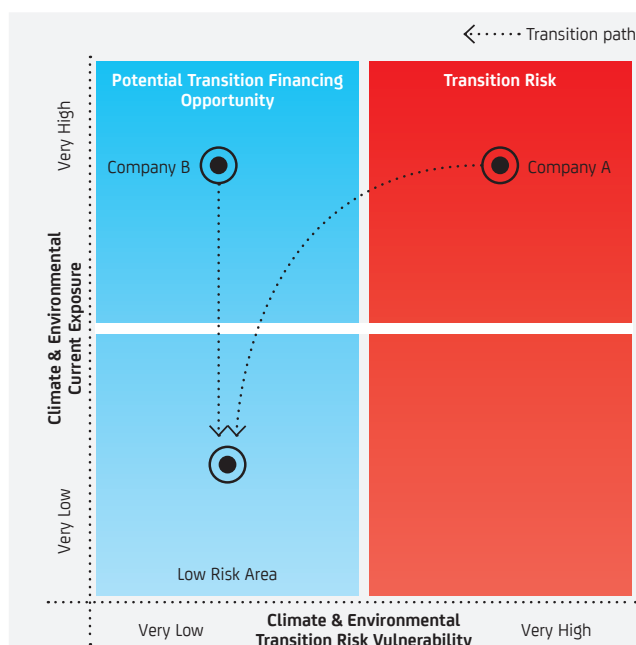 Transition path
Potential Transition Financing
Opportunity
Transition Risk
Very High
Company B
Company A
Climate & Environmental
Current Exposure
Very Low
Low Risk Area
Very Low
Climate & Environmental
Transition Risk Vulnerability
Very High